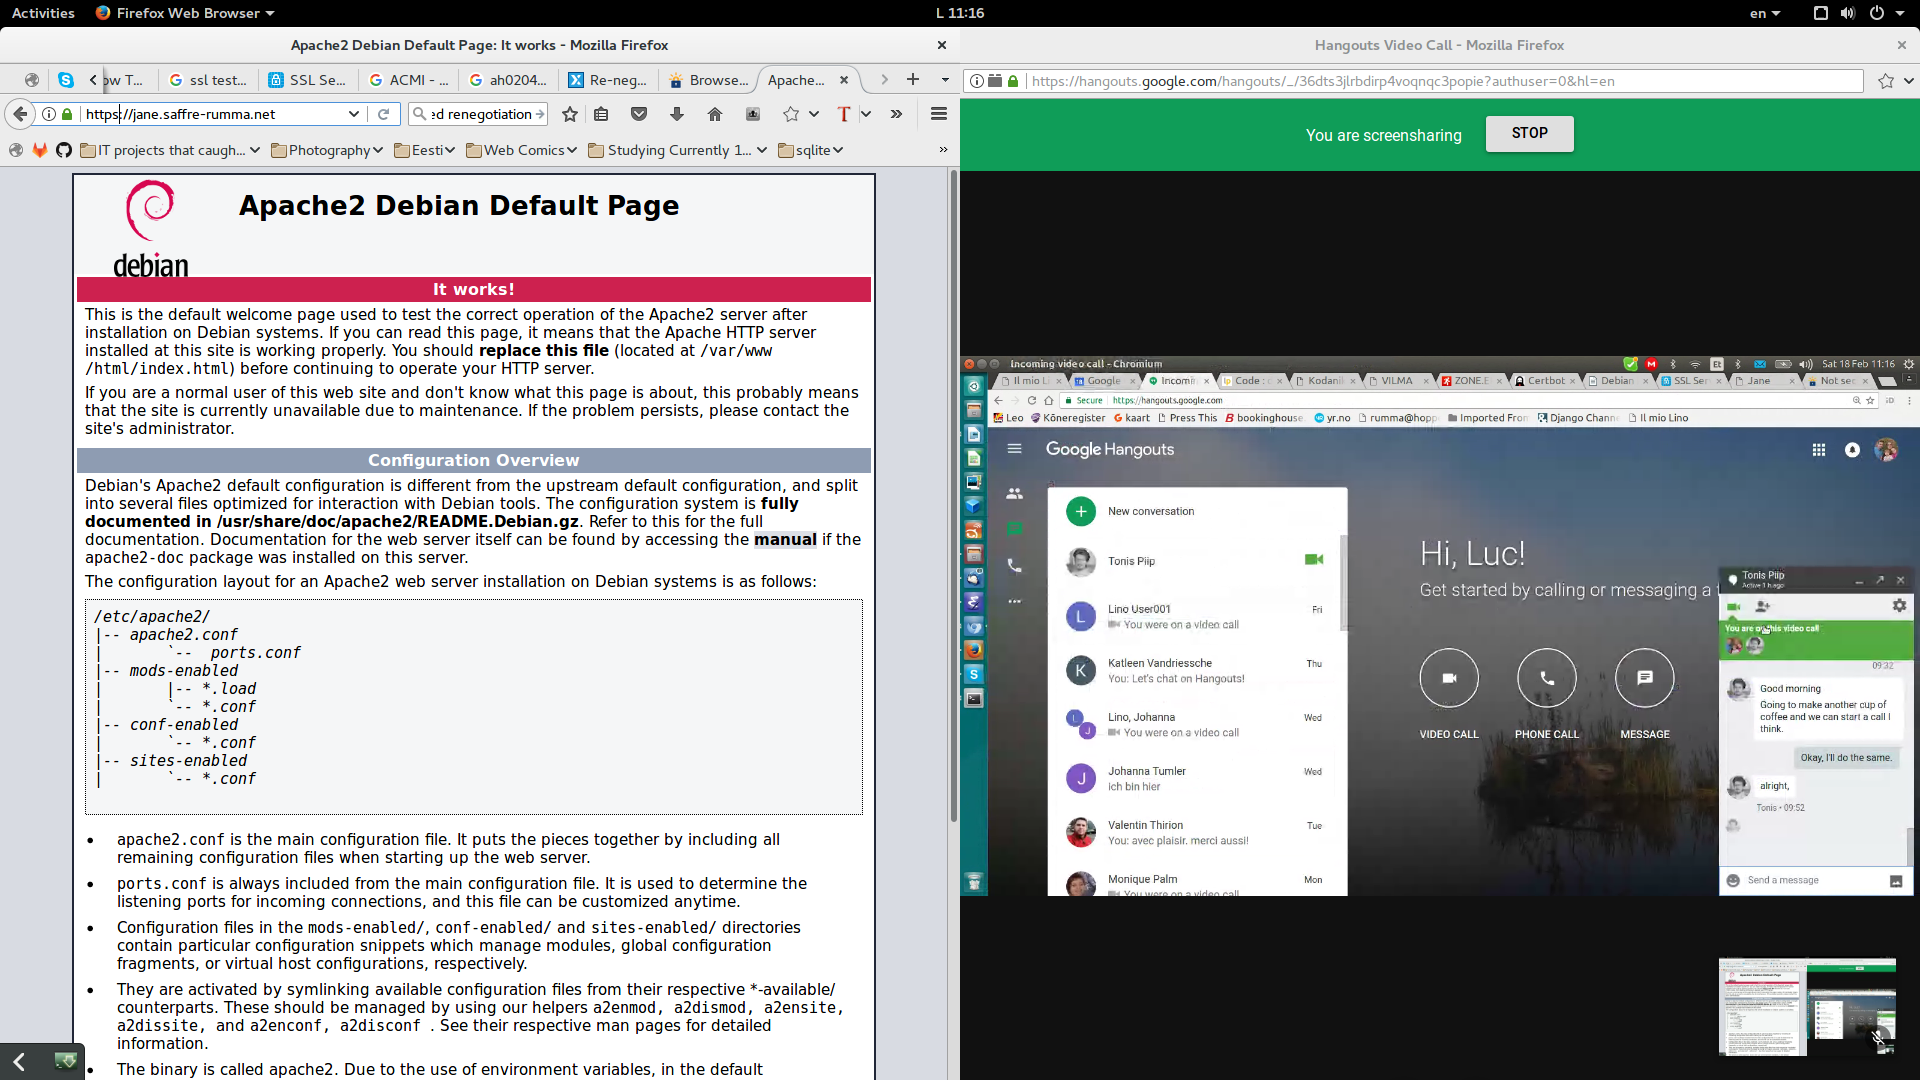 Activities
Firefox Web Browser
L 11:16
en
Apache2 Debian Default Page: It works - Mozilla Firefox
ow T...
ssl test...
SSL Se...
ACMI - ...
ah0204...
Re-neg...
Browse...
Apache...
https://jane.saffre-rumma.net
ed renegotiation
IT projects that caugh...
Photography
Eesti
Web Comics
Studying Currently 1...
sqlite
debian
Apache2 Debian Default Page
It works!
This is the default welcome page used to test the correct operation of the Apache2 server after
installation on Debian systems. If you can read this page, it means that the Apache HTTP server
installed at this site is working properly. You should replace this file (located at /var/www
/html/index.html) before continuing to operate your HTTP server.
If you are a normal user of this web site and don't know what this page is about, this probably means
that the site is currently unavailable due to maintenance. If the problem persists, please contact the
site's administrator.
Configuration Overview
Debian's Apache2 default configuration is different from the upstream default configuration, and split
into several files optimized for interaction with Debian tools. The configuration system is fully
documented in /usr/share/doc/apache2/README.Debian.gz. Refer to this for the full
documentation. Documentation for the web server itself can be found by accessing the manual if the
apache2-doc package was installed on this server.
The configuration layout for an Apache2 web server installation on Debian systems is as follows:
/etc/apache2/
|-- apache2.conf
|       `--  ports.conf
|-- mods-enabled
|       |-- *.load
|       `-- *.conf
|-- conf-enabled
|       `-- *.conf
|-- sites-enabled
|       `-- *.conf
• apache2.conf is the main configuration file. It puts the pieces together by including all
remaining configuration files when starting up the web server.
• ports.conf is always included from the main configuration file. It is used to determine the
listening ports for incoming connections, and this file can be customized anytime.
• Configuration files in the mods-enabled/, conf-enabled/ and sites-enabled/ directories
contain particular configuration snippets which manage modules, global configuration
fragments, or virtual host configurations, respectively.
• They are activated by symlinking available configuration files from their respective *-available/
counterparts. These should be managed by using our helpers a2enmod, a2dismod, a2ensite,
a2dissite, and a2enconf, a2disconf . See their respective man pages for detailed
information.
• The binary is called apache2. Due to the use of environment variables, in the default
Hangouts Video Call - Mozilla Firefox
https://hangouts.google.com/hangouts/_/36dts3jlrbdirp4voqnqc3popie?authuser=0&hl=en
You are screensharing
STOP
Incoming video call - Chromium
Et
Sat 18 Feb 11:16
Il mio L
Google
Incomin
Code :
Kodanik
VILMA
ZONE.E
Certbot
Debian
SSL Ser
Jane
Not sec
Secure
https://hangouts.google.com
Leo
Kõneregister
kaart
Press This
bookinghouse
yr.no
rumma@hopp
Imported From
Django Chann
Il mio Lino
Google Hangouts
New conversation
Tonis Piip
Lino User001
Fri
You were on a video call
Katleen Vandriessche
Thu
You: Let's chat on Hangouts!
Lino, Johanna
Wed
You were on a video call
Johanna Tumler
Wed
ich bin hier
Valentin Thirion
Tue
You: avec plaisir. merci aussi!
Monique Palm
Mon
You were on a video call
Hi, Luc!
Get started by calling or messaging a
VIDEO CALL
PHONE CALL
MESSAGE
Tonis Piip
Active 1 h ago
You are on this video call
09:32
Good morning
Going to make another cup of
coffee and we can start a call I
think.
Okay, I'll do the same.
alright,
Tonis • 09:52
Send a message